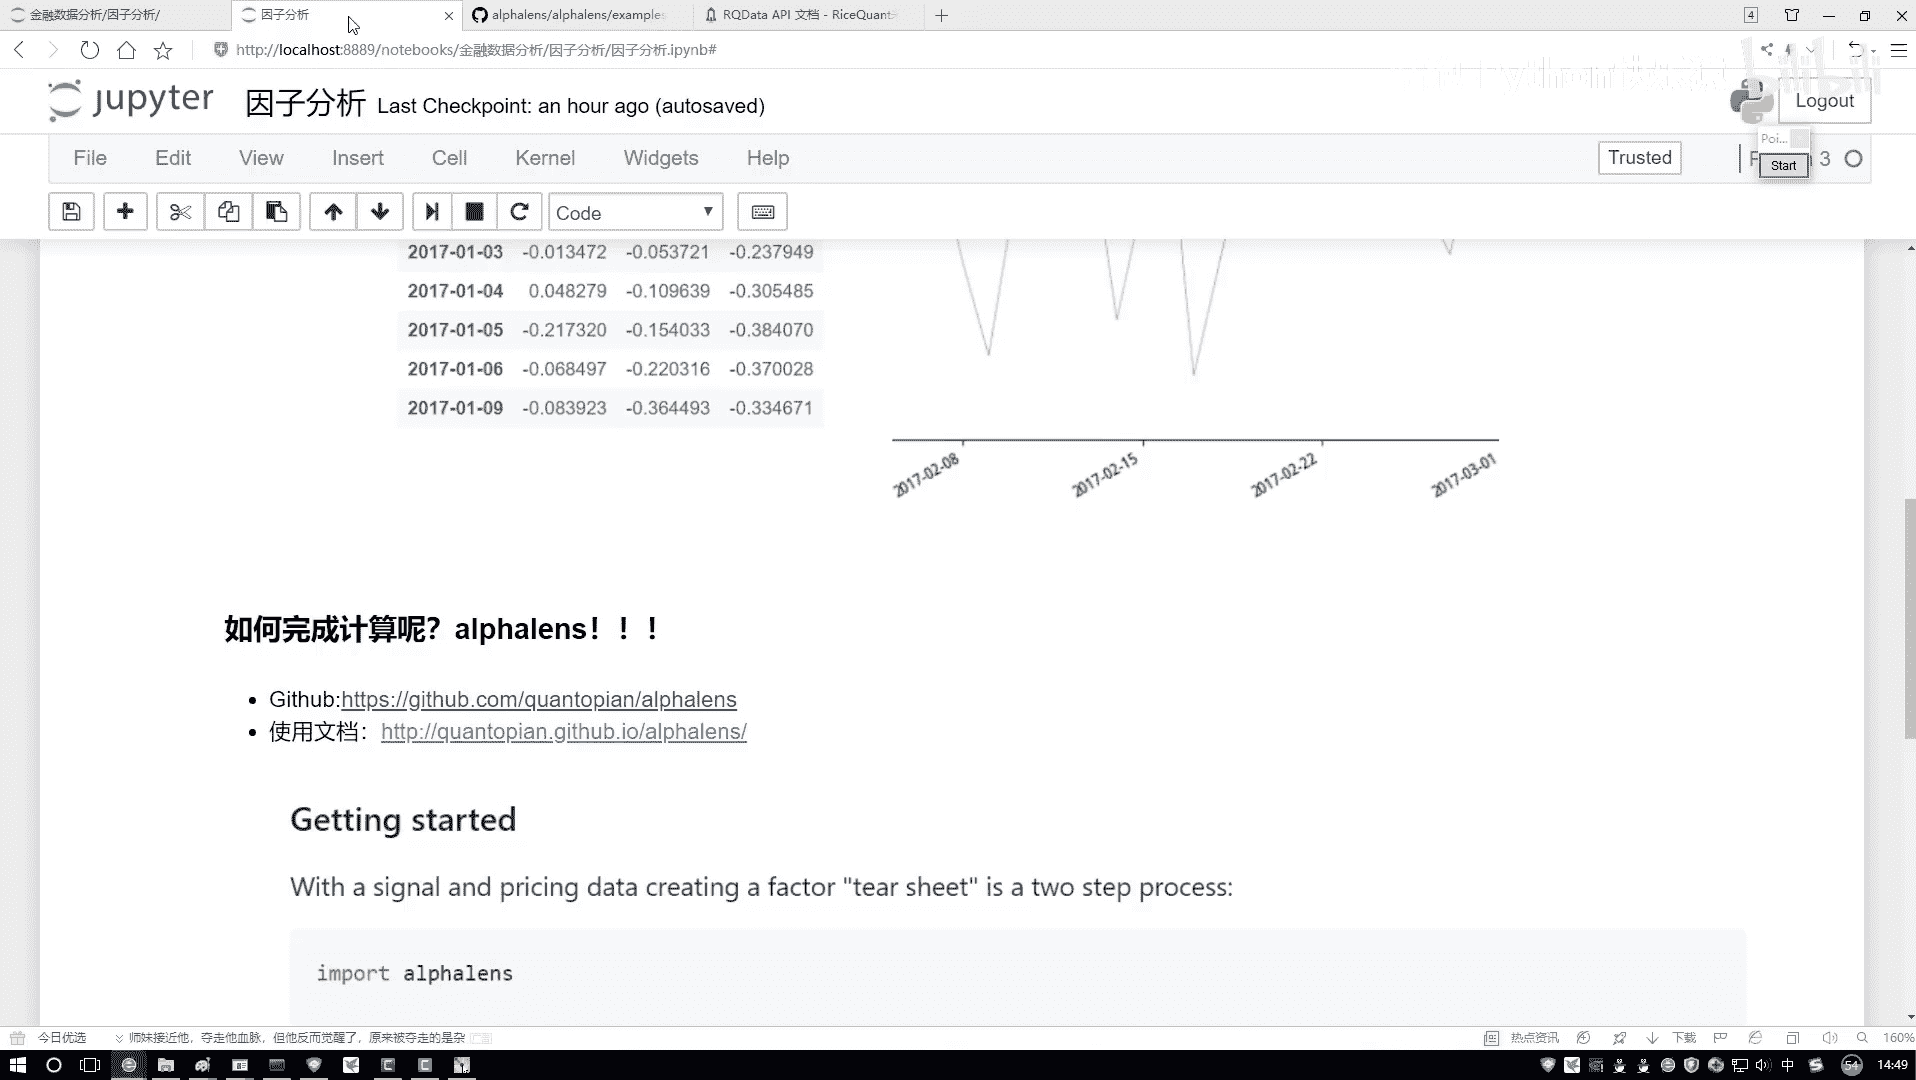 金融数据分析/因子分析/
因子分析
alphalens/alphalens/examples
RQData API 文档 - RiceQuant
4
http://localhost:8889/notebooks/金融数据分析/因子分析/因子分析.ipynb#
bilibili
jupyter 因子分析 Last Checkpoint: an hour ago (autosaved)
Logout
Poi...
File Edit View Insert Cell Kernel Widgets Help
Trusted
Start
3
Code
2017-01-03 -0.013472 -0.053721 -0.237949
2017-01-04 0.048279 -0.109639 -0.305485
2017-01-05 -0.217320 -0.154033 -0.384070
2017-01-06 -0.068497 -0.220316 -0.370028
2017-01-09 -0.083923 -0.364493 -0.334671
2017-02-08 2017-02-15 2017-02-22 2017-03-01
如何完成计算呢？alphalens！！！
Github:https://github.com/quantopian/alphalens
使用文档：http://quantopian.github.io/alphalens/
Getting started
With a signal and pricing data creating a factor "tear sheet" is a two step process:
import alphalens
今日优选
师妹接近他，夺走他血脉，但他反而觉醒了，原来被夺走的是杂
热点资讯
下载
160%
中
54
14:49